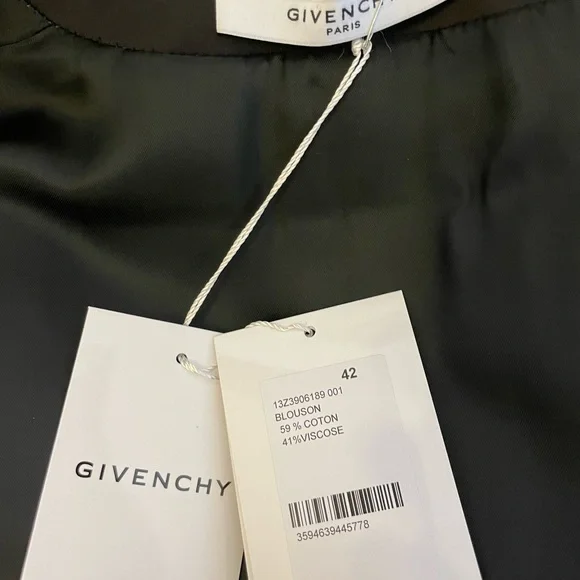 GIVENCHY
PARIS
42
13Z3906189 001
BLOUSON
59 % COTON
41%VISCOSE
GIVENCHY
3594639445778